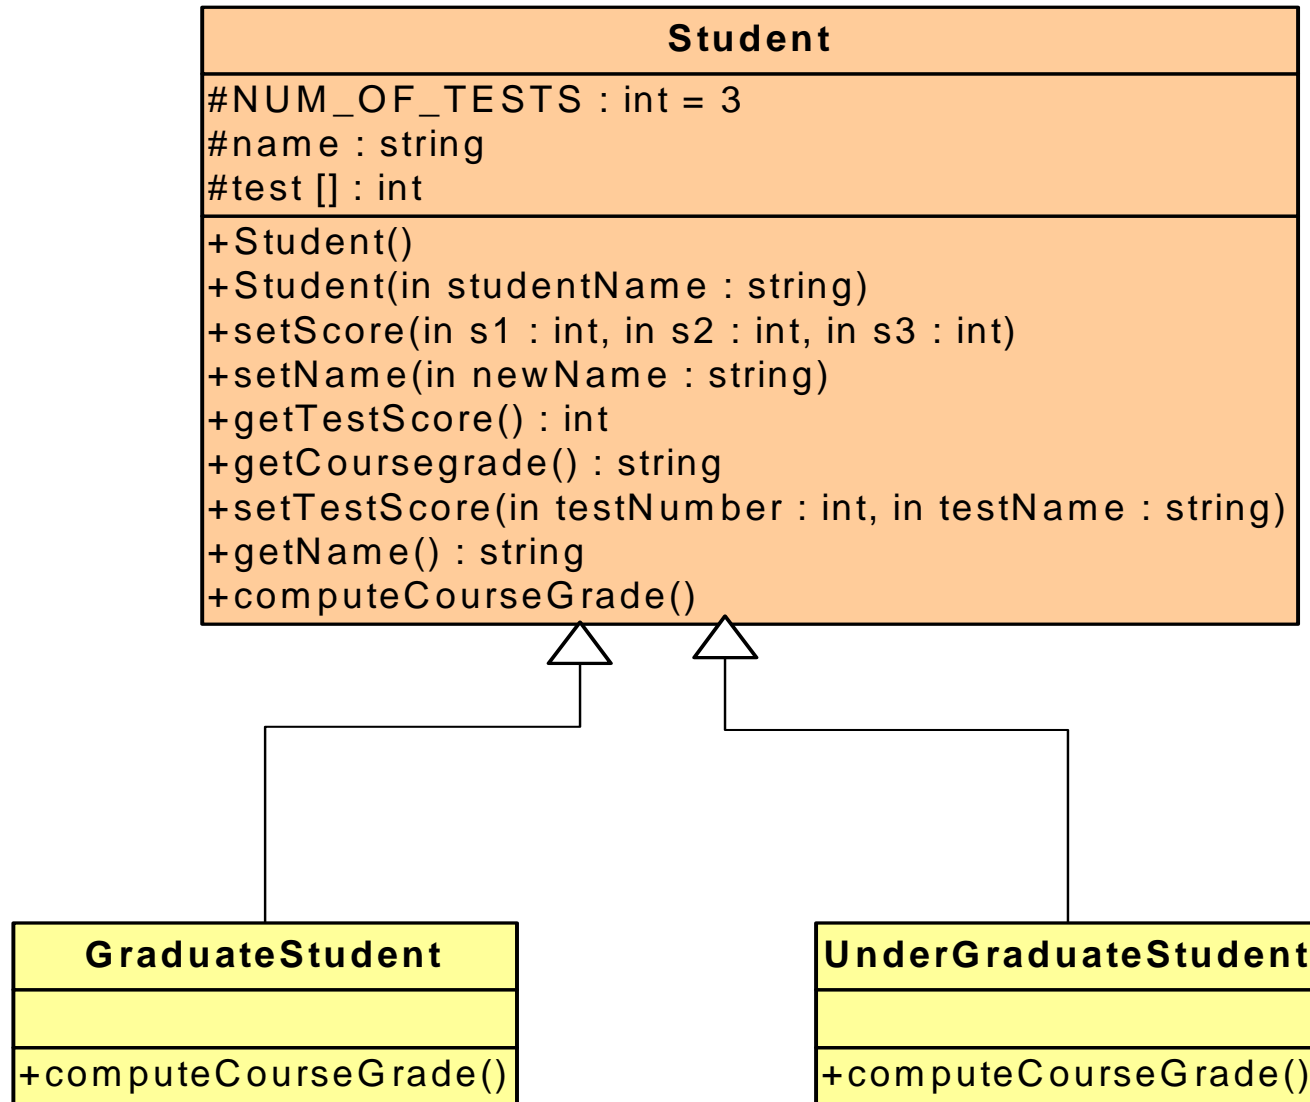 Student
#NUM_OF_TESTS : int = 3
#name : string
#test [] : int
+Student()
+Student(in studentName : string)
+setScore(in s1 : int, in s2 : int, in s3 : int)
+setName(in newName : string)
+getTestScore() : int
+getCoursegrade() : string
+setTestScore(in testNumber : int, in testName : string)
+getName() : string
+computeCourseGrade()
GraduateStudent
+computeCourseGrade()
UnderGraduateStudent
+computeCourseGrade()